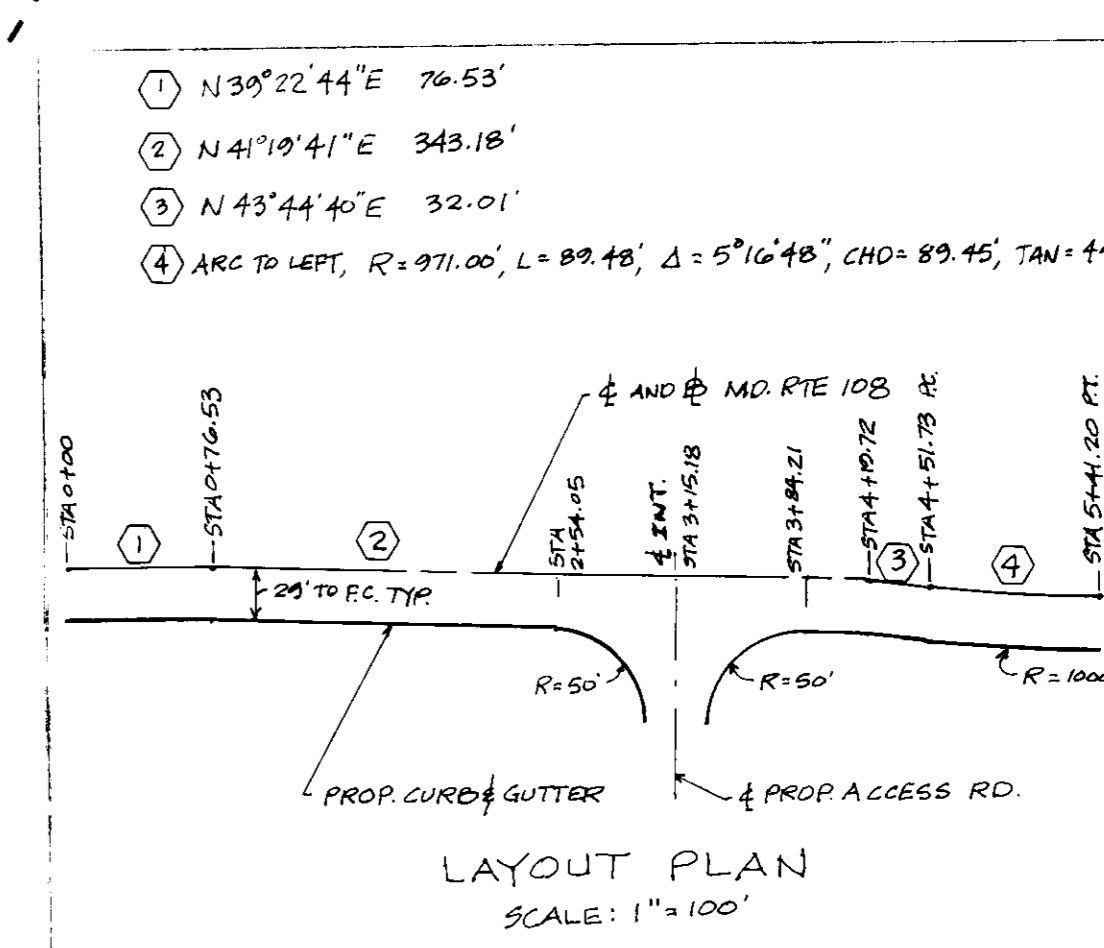 1 N39°22'44"E 76.53'
2 N41°19'41"E 343.18'
3 N43°44'40"E 32.01'
4 ARC TO LEFT, R=971.00', L=89.48', Δ=5°16'48", CHD=89.45', TAN=4
℄ AND MD. RTE 108
STA 0+00
STA 0+76.53
STA 2+54.05
℄ INT. STA 3+15.18
STA 3+84.21
STA 4+19.72
STA 4+51.73 P.C.
STA 5+41.20 P.T.
1
2
3
4
29' TO F.C. TYP.
R=50'
R=50'
R=1000
PROP. CURB & GUTTER
℄ PROP. ACCESS RD.
LAYOUT PLAN
SCALE: 1"=100'